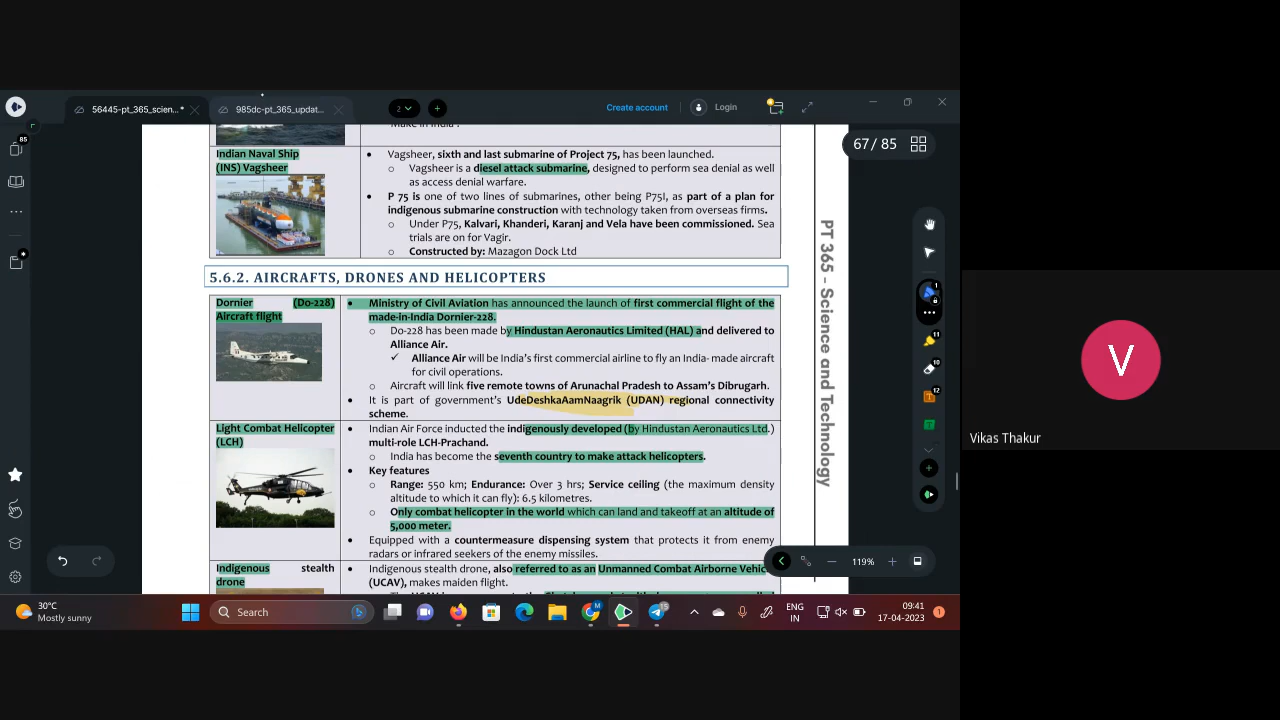 56445-pt_365_scien... *
985dc-pt_365_updat...
2
Create account
Login
Make in India'.
67 / 85
85
Indian Naval Ship
(INS) Vagsheer
• Vagsheer, sixth and last submarine of Project 75, has been launched.
o Vagsheer is a diesel attack submarine, designed to perform sea denial as well
as access denial warfare.
• P 75 is one of two lines of submarines, other being P75I, as part of a plan for
indigenous submarine construction with technology taken from overseas firms.
o Under P75, Kalvari, Khanderi, Karanj and Vela have been commissioned. Sea
trials are on for Vagir.
o Constructed by: Mazagon Dock Ltd
5.6.2. AIRCRAFTS, DRONES AND HELICOPTERS
Dornier (Do-228)
Aircraft flight
• Ministry of Civil Aviation has announced the launch of first commercial flight of the
made-in-India Dornier-228.
o Do-228 has been made by Hindustan Aeronautics Limited (HAL) and delivered to
Alliance Air.
✓ Alliance Air will be India's first commercial airline to fly an India- made aircraft
for civil operations.
o Aircraft will link five remote towns of Arunachal Pradesh to Assam's Dibrugarh.
• It is part of government's UdeDeshkaAamNaagrik (UDAN) regional connectivity
scheme.
Light Combat Helicopter
(LCH)
• Indian Air Force inducted the indigenously developed (by Hindustan Aeronautics Ltd.)
multi-role LCH-Prachand.
o India has become the seventh country to make attack helicopters.
• Key features
o Range: 550 km; Endurance: Over 3 hrs; Service ceiling (the maximum density
altitude to which it can fly): 6.5 kilometres.
o Only combat helicopter in the world which can land and takeoff at an altitude of
5,000 meter.
• Equipped with a countermeasure dispensing system that protects it from enemy
radars or infrared seekers of the enemy missiles.
Indigenous stealth
drone
• Indigenous stealth drone, also referred to as an Unmanned Combat Airborne Vehic
(UCAV), makes maiden flight.
PT 365 - Science and Technology
1
11
10
12
119%
V
Vikas Thakur
30°C
Mostly sunny
Search
ENG
IN
09:41
17-04-2023
1